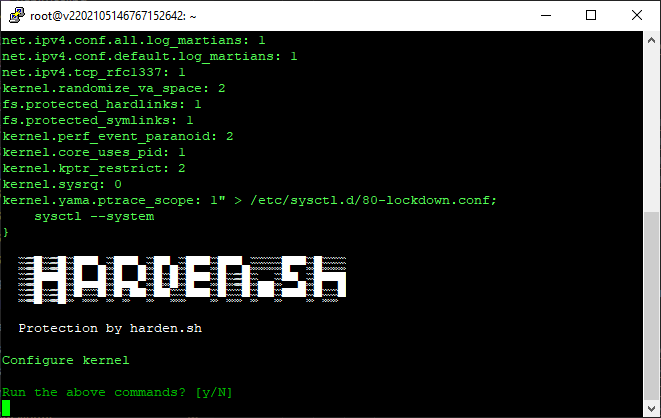 root@v2202105146767152642: ~
net.ipv4.conf.all.log_martians: 1
net.ipv4.conf.default.log_martians: 1
net.ipv4.tcp_rfc1337: 1
kernel.randomize_va_space: 2
fs.protected_hardlinks: 1
fs.protected_symlinks: 1
kernel.perf_event_paranoid: 2
kernel.core_uses_pid: 1
kernel.kptr_restrict: 2
kernel.sysrq: 0
kernel.yama.ptrace_scope: 1" > /etc/sysctl.d/80-lockdown.conf;
    sysctl --system
}
HARDEN.Sh
Protection by harden.sh
Configure kernel
Run the above commands? [y/N]